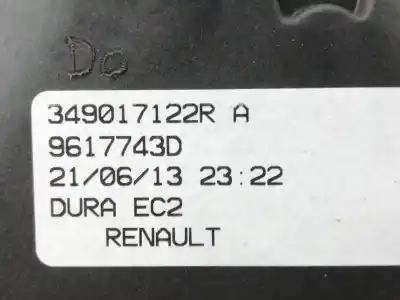 Do
349017122R A
9617743D
21/06/13 23:22
DURA EC2
RENAULT